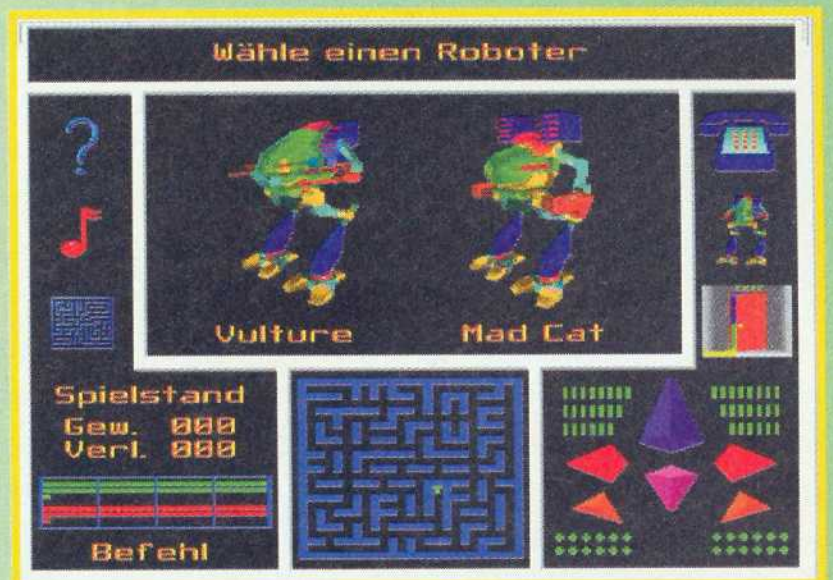 Wähle einen Roboter
?
Vulture
Mad Cat
Spielstand
Gew. 000
Verl. 000
Befehl